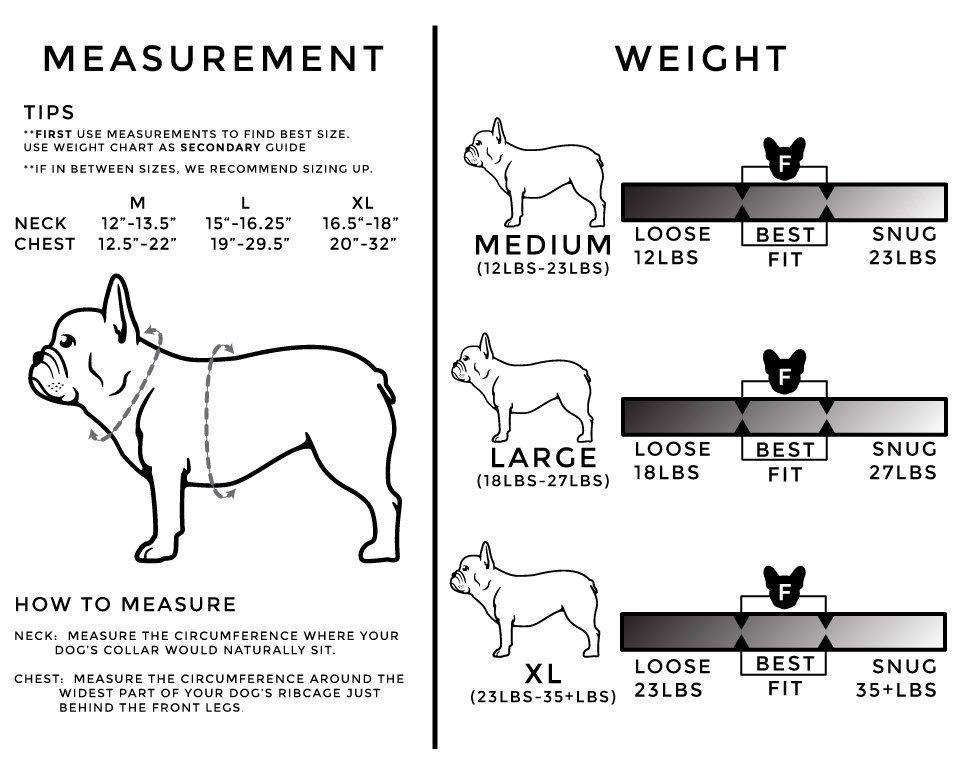 MEASUREMENT
TIPS
**FIRST USE MEASUREMENTS TO FIND BEST SIZE.
USE WEIGHT CHART AS SECONDARY GUIDE
**IF IN BETWEEN SIZES, WE RECOMMEND SIZING UP.
M L XL
NECK 12”-13.5” 15“-16.25” 16.5“-18”
CHEST 12.5”-22” 19”-29.5” 20”-32”
HOW TO MEASURE
NECK: MEASURE THE CIRCUMFERENCE WHERE YOUR
DOG’S COLLAR WOULD NATURALLY SIT.
CHEST: MEASURE THE CIRCUMFERENCE AROUND THE
WIDEST PART OF YOUR DOG’S RIBCAGE JUST
BEHIND THE FRONT LEGS.
WEIGHT
F
MEDIUM
(12LBS-23LBS)
LOOSE BEST SNUG
12LBS FIT 23LBS
F
LARGE
(18LBS-27LBS)
LOOSE BEST SNUG
18LBS FIT 27LBS
F
XL
(23LBS-35+LBS)
LOOSE BEST SNUG
23LBS FIT 35+LBS